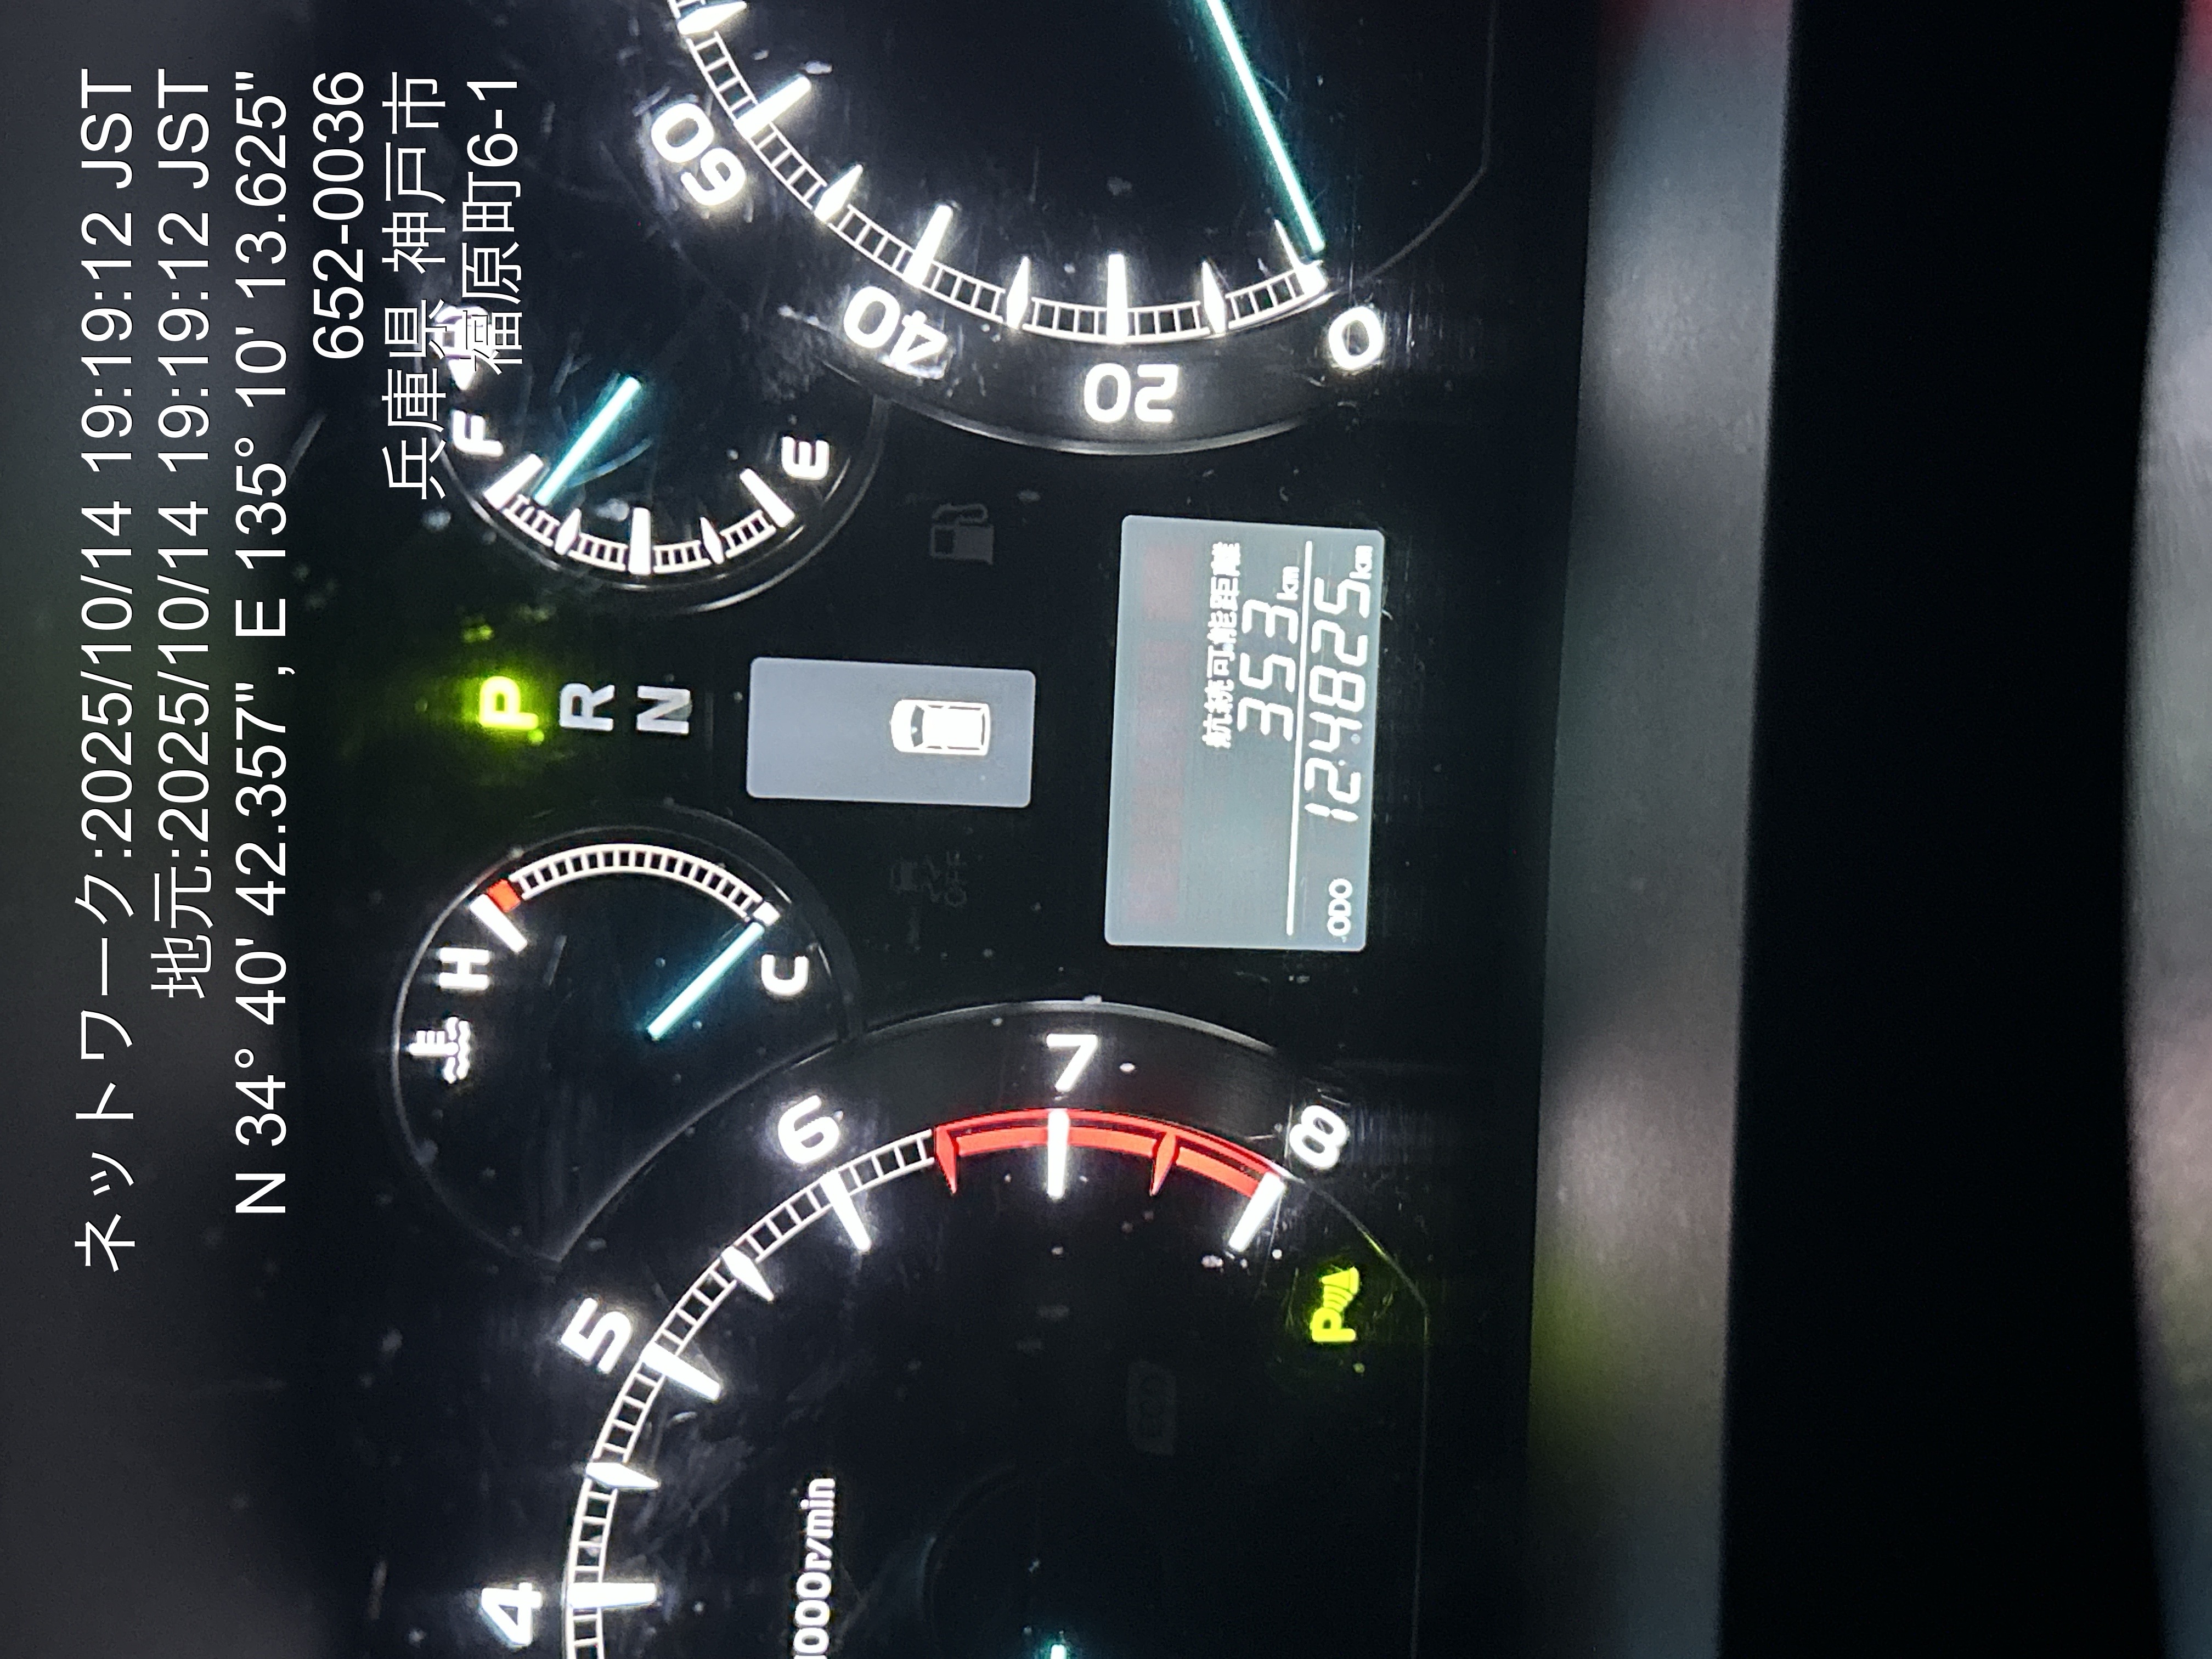 ネットワーク:2025/10/14 19:19:12 JST
地元:2025/10/14 19:19:12 JST
N 34° 40' 42.357", E 135° 10' 13.625"
652-0036
兵庫県 神戸市
福原町6-1
H
C
P
R
N
F
E
4
5
6
7
8
000r/min
航続可能距離
353km
ODO 124825km
0
20
40
60
P